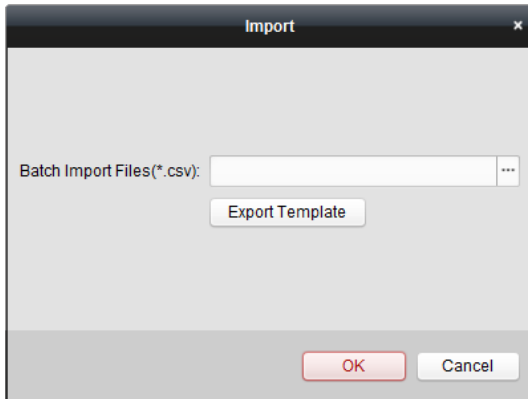 Import
Batch Import Files(*.csv):
Export Template
OK
Cancel